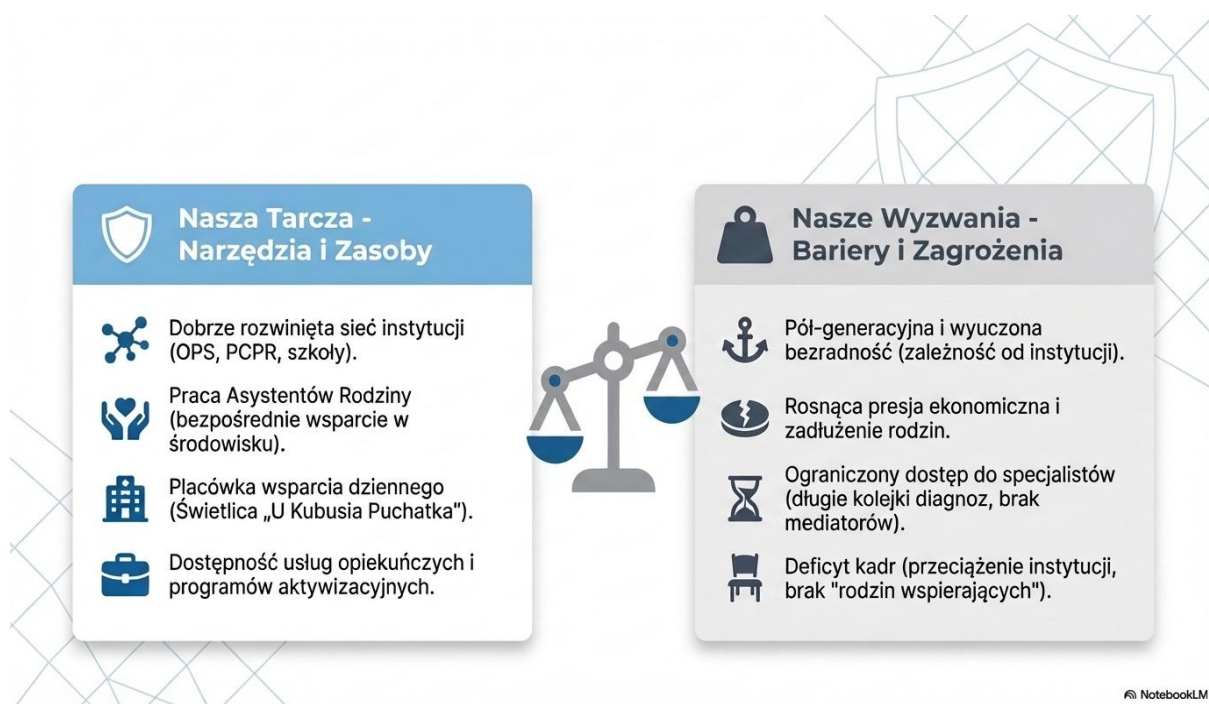 Nasza Tarcza -
Narzędzia i Zasoby
Dobrze rozwinięta sieć instytucji
(OPS, PCPR, szkoły).
Praca Asystentów Rodziny
(bezpośrednie wsparcie w
środowisku).
Placówka wsparcia dziennego
(Świetlica „U Kubusia Puchatka").
Dostępność usług opiekuńczych i
programów aktywizacyjnych.
Nasze Wyzwania -
Bariery i Zagrożenia
Pół-generacyjna i wyuczona
bezradność (zależność od instytucji).
Rosnąca presja ekonomiczna i
zadłużenie rodzin.
Ograniczony dostęp do specjalistów
(długie kolejki diagnoz, brak
mediatorów).
Deficyt kadr (przeciążenie instytucji,
brak "rodzin wspierających").
NotebookLM